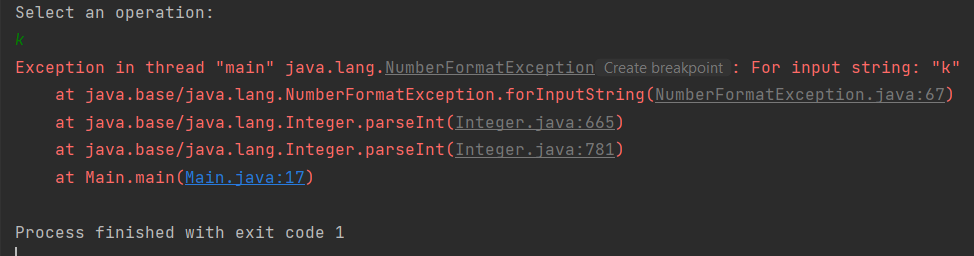 Select an operation:
k
Exception in thread "main" java.lang.NumberFormatException Create breakpoint : For input string: "k"
at java.base/java.lang.NumberFormatException.forInputString(NumberFormatException.java:67)
at java.base/java.lang.Integer.parseInt(Integer.java:665)
at java.base/java.lang.Integer.parseInt(Integer.java:781)
at Main.main(Main.java:17)
Process finished with exit code 1